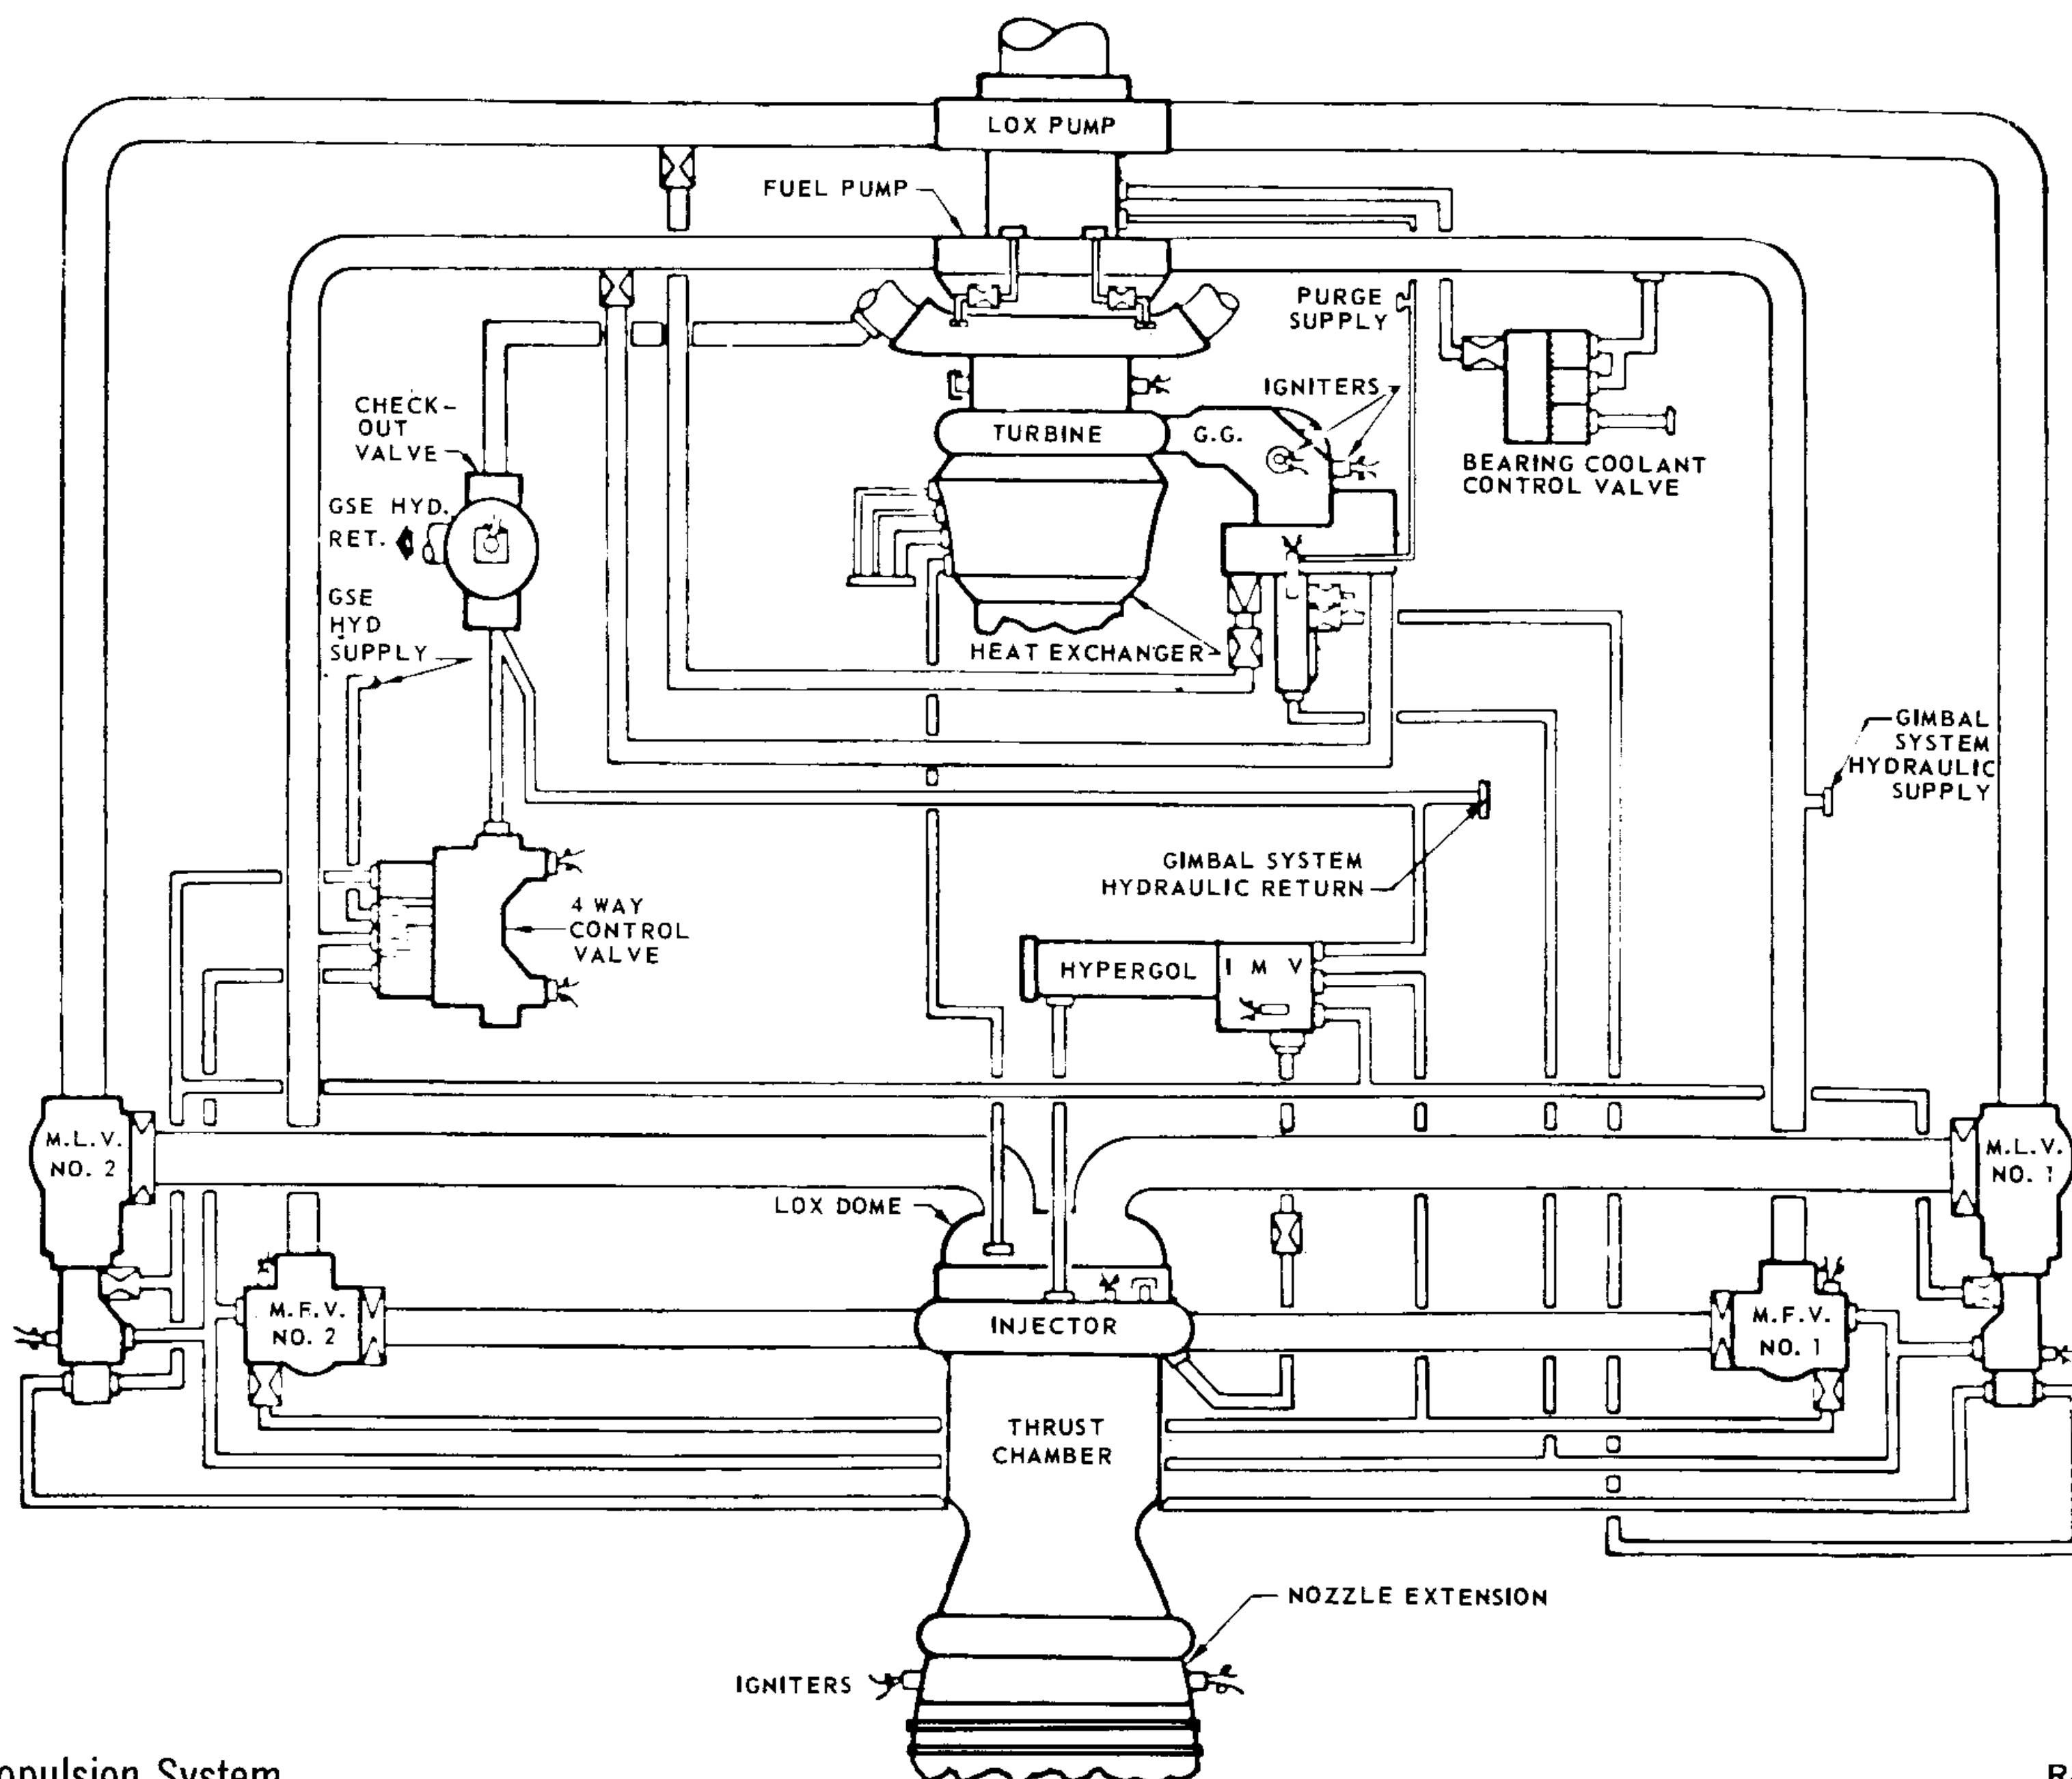 LOX PUMP
FUEL PUMP
PURGE
SUPPLY
IGNITERS
CHECK-
OUT
VALVE
TURBINE
G.G.
BEARING COOLANT
CONTROL VALVE
GSE HYD.
RET.
GSE
HYD
SUPPLY
HEAT EXCHANGER
GIMBAL
SYSTEM
HYDRAULIC
SUPPLY
GIMBAL SYSTEM
HYDRAULIC RETURN
4 WAY
CONTROL
VALVE
HYPERGOL
I M V
M.L.V.
NO. 2
M.L.V.
NO. 1
LOX DOME
M.F.V.
NO. 2
INJECTOR
M.F.V.
NO. 1
THRUST
CHAMBER
NOZZLE EXTENSION
IGNITERS
opulsion System